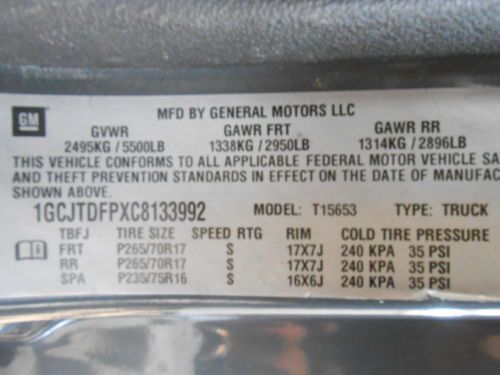 MFD BY GENERAL MOTORS LLC
GM
GVWR GAWR FRT GAWR RR
2495KG / 5500LB 1338KG / 2950LB 1314KG / 2896LB
THIS VEHICLE CONFORMS TO ALL APPLICABLE FEDERAL MOTOR VEHICLE SA
AND THEFT PREVENTION STANDARDS IN EFFECT ON THE DATE OF MANUFAC
SHOWN ABOVE.
1GCJTDFPXC8133992 MODEL: T15653 TYPE: TRUCK
TBFJ TIRE SIZE SPEED RTG RIM COLD TIRE PRESSURE
FRT P265/70R17 S 17X7J 240 KPA 35 PSI
RR P265/70R17 S 17X7J 240 KPA 35 PSI
SPA P235/75R16 S 16X6J 240 KPA 35 PSI